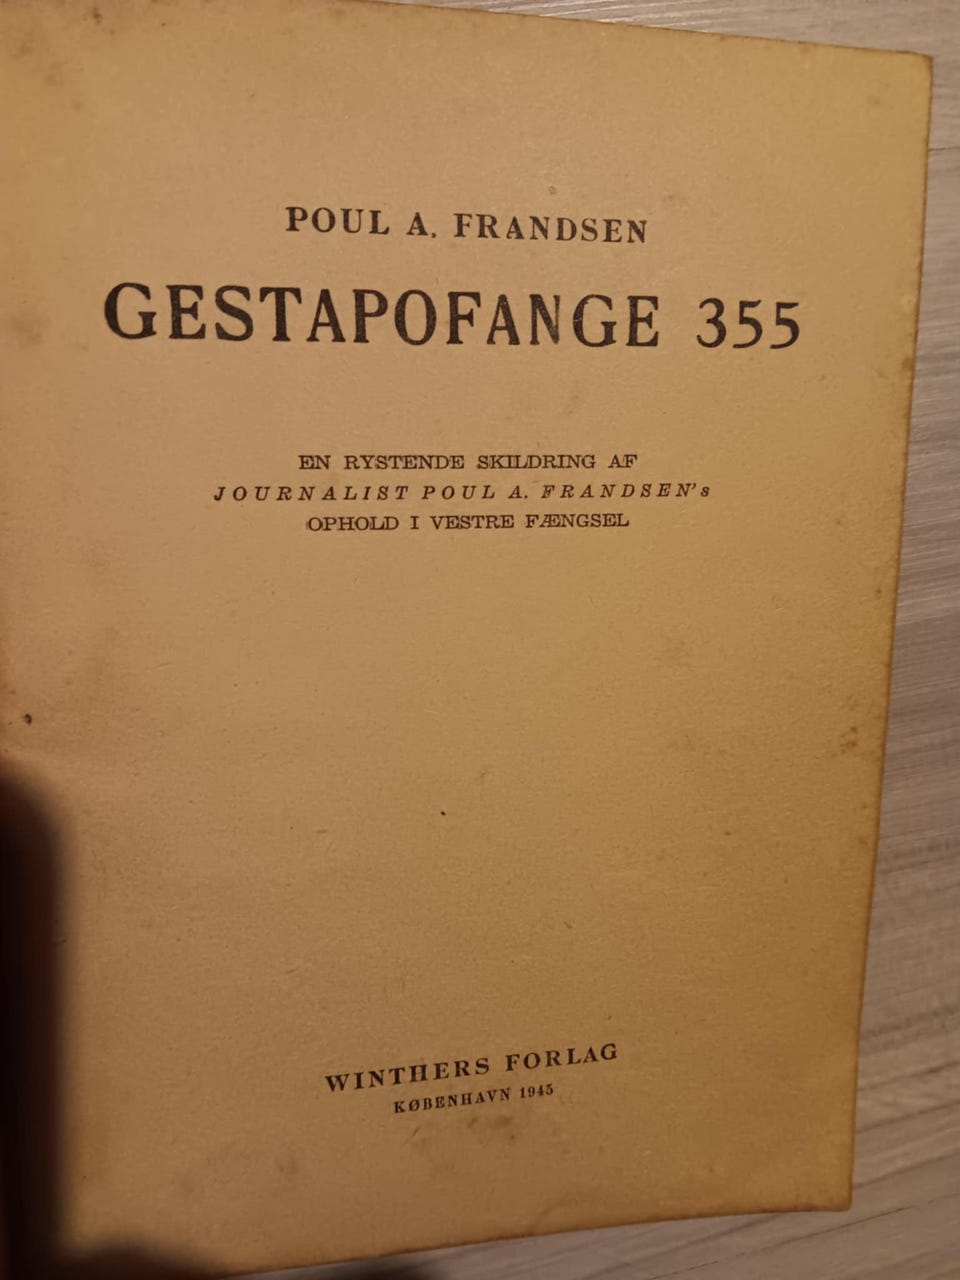 POUL A. FRANDSEN
GESTAPOFANGE 355
EN RYSTENDE SKILDRING AF
JOURNALIST POUL A. FRANDSEN's
OPHOLD I VESTRE FÆNGSEL
WINTHERS FORLAG
KØBENHAVN 1945